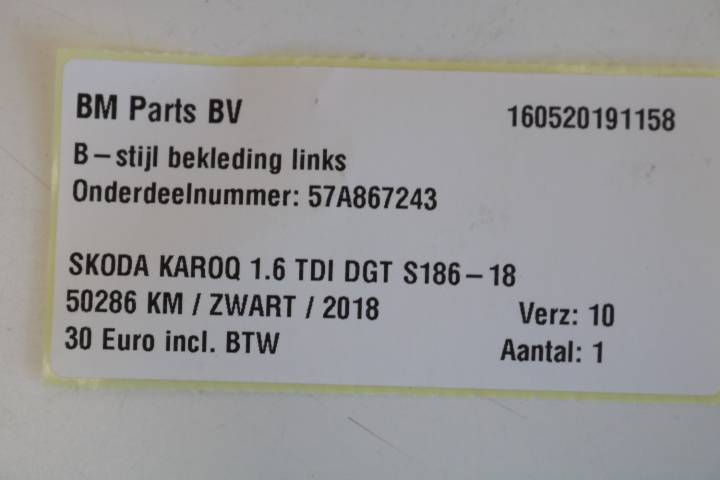 BM Parts BV 160520191158
B-stijl bekleding links
Onderdeelnummer: 57A867243
SKODA KAROQ 1.6 TDI DGT S186-18
50286 KM / ZWART / 2018 Verz: 10
30 Euro incl. BTW Aantal: 1